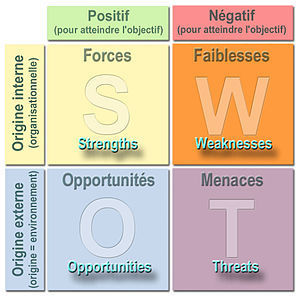 Positif
(pour atteindre l'objectif)
Négatif
(pour atteindre l'objectif)
Origine interne
(organisationnelle)
Forces
S
Strengths
Faiblesses
W
Weaknesses
Origine externe
(origine = environnement)
Opportunités
O
Opportunities
Menaces
T
Threats